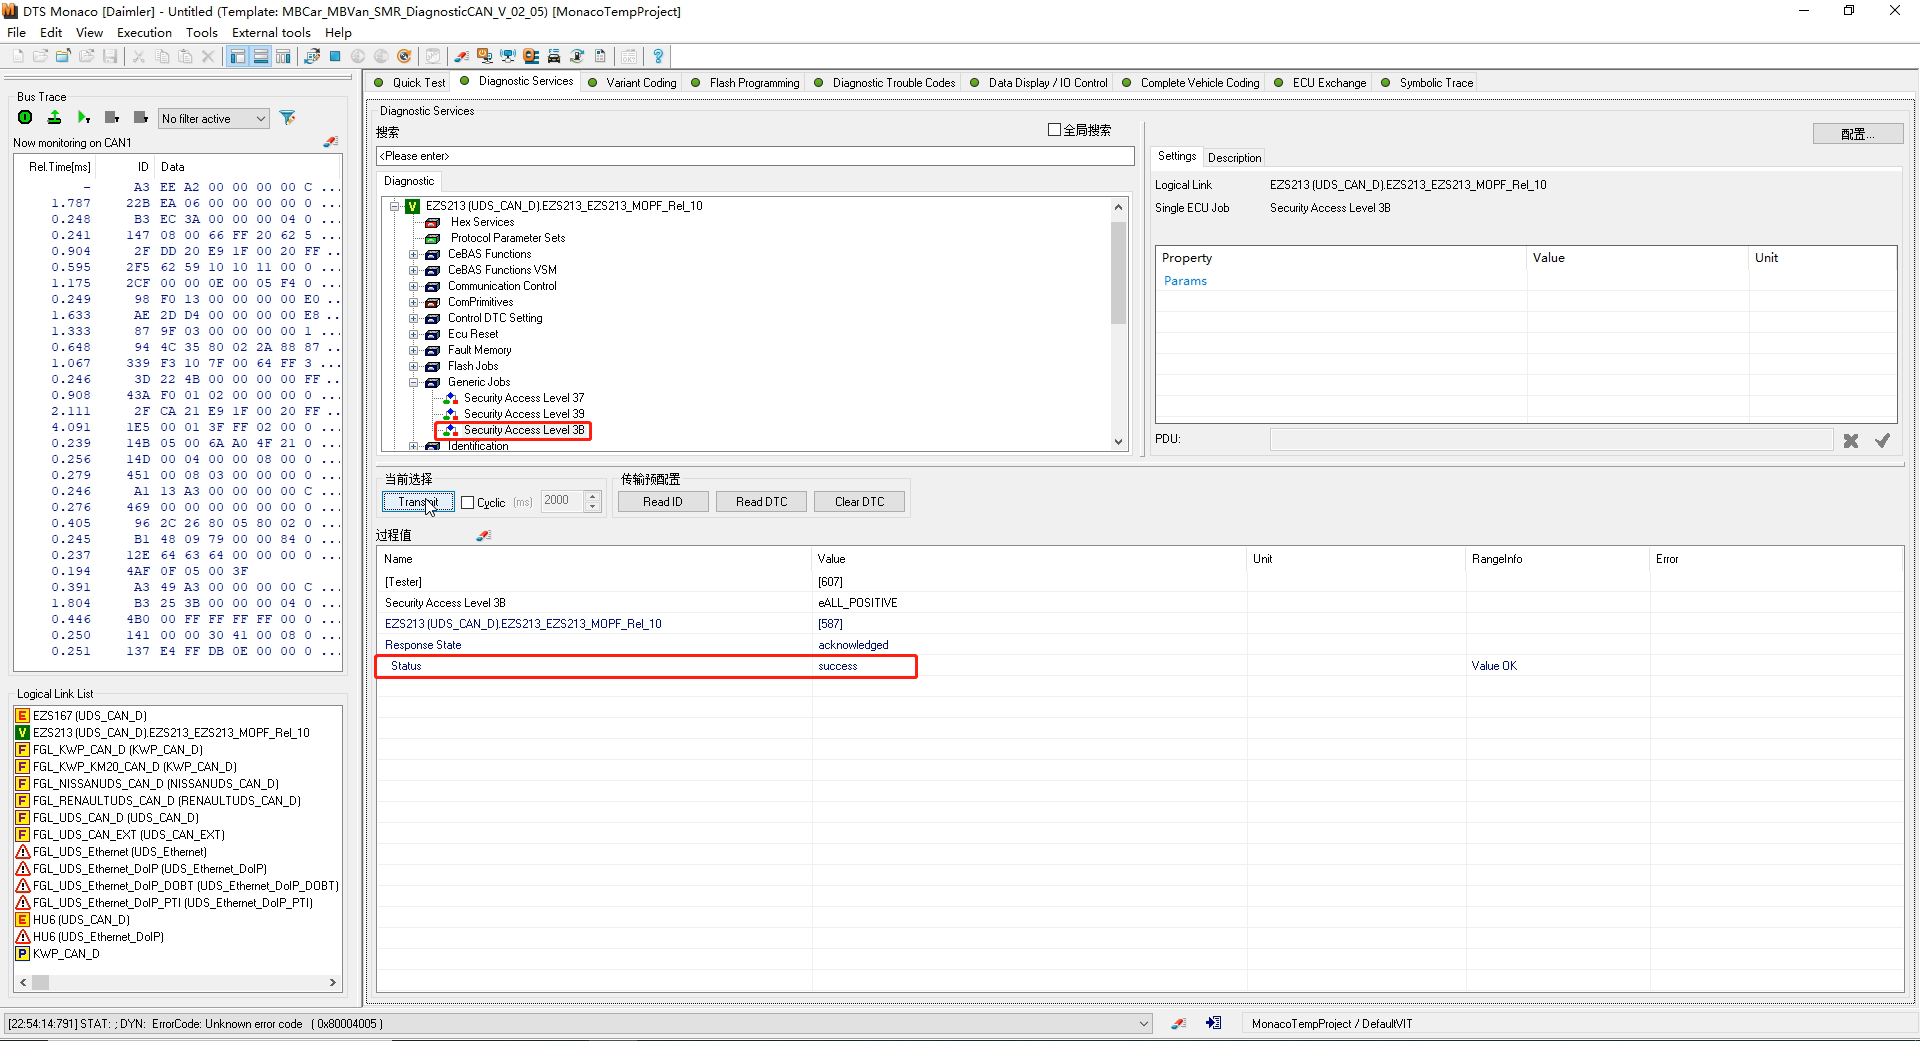 DTS Monaco [Daimler] - Untitled (Template: MBCar_MBVan_SMR_DiagnosticCAN_V_02_05) [MonacoTempProject]
File Edit View Execution Tools External tools Help
Quick Test Diagnostic Services Variant Coding Flash Programming Diagnostic Trouble Codes Data Display / IO Control Complete Vehicle Coding ECU Exchange Symbolic Trace
Bus Trace
No filter active
Now monitoring on CAN1
Rel.Time[ms] ID Data
– A3 EE A2 00 00 00 00 C ...
1.787 22B EA 06 00 00 00 00 0 ...
0.248 B3 EC 3A 00 00 00 04 0 ...
0.241 147 08 00 66 FF 20 62 5 ...
0.904 2F DD 20 E9 1F 00 20 FF ..
0.595 2F5 62 59 10 10 11 00 0 ...
1.175 2CF 00 00 0E 00 05 F4 0 ...
0.249 98 F0 13 00 00 00 00 E0 ..
1.633 AE 2D D4 00 00 00 00 E8 ..
1.333 87 9F 03 00 00 00 00 1 ...
0.648 94 4C 35 80 02 2A 88 87 ..
1.067 339 F3 10 7F 00 64 FF 3 ...
0.246 3D 22 4B 00 00 00 00 FF ..
0.908 43A F0 01 02 00 00 00 0 ...
2.111 2F CA 21 E9 1F 00 20 FF ..
4.091 1E5 00 01 3F FF 02 00 0 ...
0.239 14B 05 00 6A A0 4F 21 0 ...
0.256 14D 00 04 00 00 08 00 0 ...
0.279 451 00 08 03 00 00 00 0 ...
0.246 A1 13 A3 00 00 00 00 C ...
0.276 469 00 00 00 00 00 00 0 ...
0.405 96 2C 26 80 05 80 02 0 ...
0.245 B1 48 09 79 00 00 84 0 ...
0.237 12E 64 63 64 00 00 00 0 ...
0.194 4AF 0F 05 00 3F
0.391 A3 49 A3 00 00 00 00 C ...
1.804 B3 25 3B 00 00 00 04 0 ...
0.446 4B0 00 FF FF FF FF 00 0 ...
0.250 141 00 00 30 41 00 08 0 ...
0.251 137 E4 FF DB 0E 00 00 0 ...
Logical Link List
E EZS167 (UDS_CAN_D)
V EZS213 (UDS_CAN_D).EZS213_EZS213_MOPF_Rel_10
F FGL_KWP_CAN_D (KWP_CAN_D)
F FGL_KWP_KM20_CAN_D (KWP_CAN_D)
F FGL_NISSANUDS_CAN_D (NISSANUDS_CAN_D)
F FGL_RENAULTUDS_CAN_D (RENAULTUDS_CAN_D)
F FGL_UDS_CAN_D (UDS_CAN_D)
F FGL_UDS_CAN_EXT (UDS_CAN_EXT)
FGL_UDS_Ethernet (UDS_Ethernet)
FGL_UDS_Ethernet_DoIP (UDS_Ethernet_DoIP)
FGL_UDS_Ethernet_DoIP_DOBT (UDS_Ethernet_DoIP_DOBT)
FGL_UDS_Ethernet_DoIP_PTI (UDS_Ethernet_DoIP_PTI)
E HU6 (UDS_CAN_D)
HU6 (UDS_Ethernet_DoIP)
P KWP_CAN_D
Diagnostic Services
搜索 全局搜索
<Please enter>
Diagnostic
V EZS213 (UDS_CAN_D).EZS213_EZS213_MOPF_Rel_10
Hex Services
Protocol Parameter Sets
CeBAS Functions
CeBAS Functions VSM
Communication Control
ComPrimitives
Control DTC Setting
Ecu Reset
Fault Memory
Flash Jobs
Generic Jobs
Security Access Level 37
Security Access Level 39
Security Access Level 3B
Identification
配置...
Settings Description
Logical Link EZS213 (UDS_CAN_D).EZS213_EZS213_MOPF_Rel_10
Single ECU Job Security Access Level 3B
Property Value Unit
Params
PDU:
当前选择 传输预配置
Transmit Cyclic (ms) 2000 Read ID Read DTC Clear DTC
过程值
Name Value Unit RangeInfo Error
[Tester] [607]
Security Access Level 3B eALL_POSITIVE
EZS213 (UDS_CAN_D).EZS213_EZS213_MOPF_Rel_10 [587]
Response State acknowledged
Status success Value OK
[22:54:14:791] STAT: ; DYN: ErrorCode: Unknown error code ( 0x80004005 ) MonacoTempProject / DefaultVIT